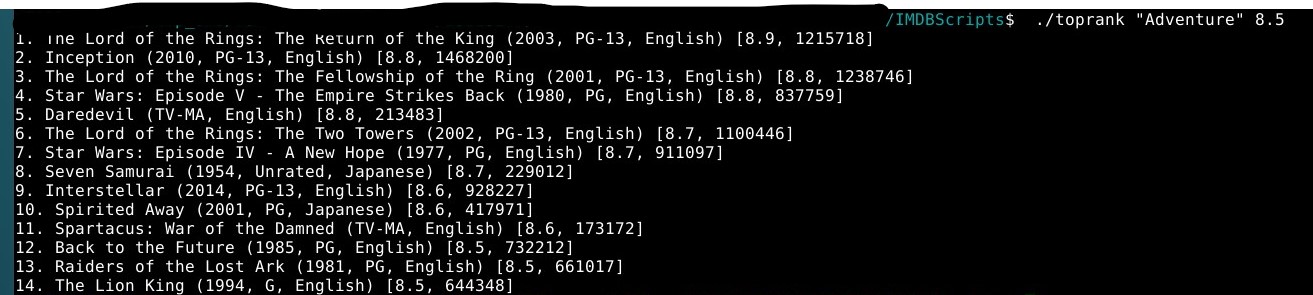 /IMDBScripts$ ./toprank "Adventure" 8.5
1. The Lord of the Rings: The Return of the King (2003, PG-13, English) [8.9, 1215718]
2. Inception (2010, PG-13, English) [8.8, 1468200]
3. The Lord of the Rings: The Fellowship of the Ring (2001, PG-13, English) [8.8, 1238746]
4. Star Wars: Episode V - The Empire Strikes Back (1980, PG, English) [8.8, 837759]
5. Daredevil (TV-MA, English) [8.8, 213483]
6. The Lord of the Rings: The Two Towers (2002, PG-13, English) [8.7, 1100446]
7. Star Wars: Episode IV - A New Hope (1977, PG, English) [8.7, 911097]
8. Seven Samurai (1954, Unrated, Japanese) [8.7, 229012]
9. Interstellar (2014, PG-13, English) [8.6, 928227]
10. Spirited Away (2001, PG, Japanese) [8.6, 417971]
11. Spartacus: War of the Damned (TV-MA, English) [8.6, 173172]
12. Back to the Future (1985, PG, English) [8.5, 732212]
13. Raiders of the Lost Ark (1981, PG, English) [8.5, 661017]
14. The Lion King (1994, G, English) [8.5, 644348]